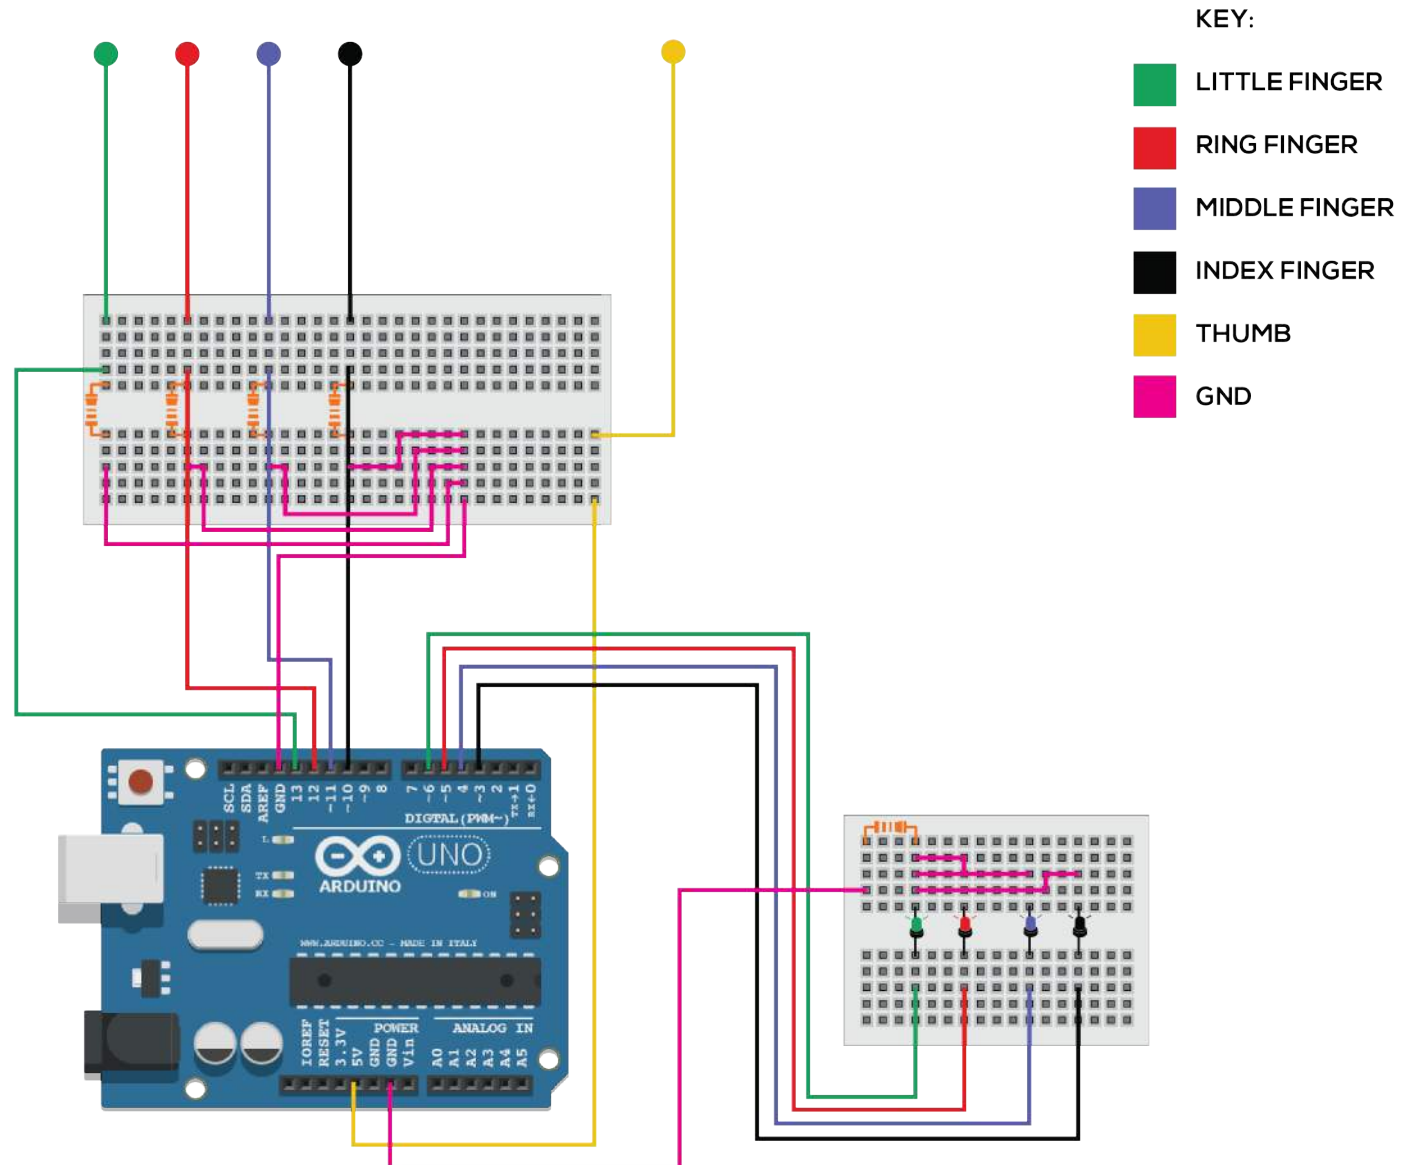 KEY:
LITTLE FINGER
RING FINGER
MIDDLE FINGER
INDEX FINGER
THUMB
GND
SCL
SDA
AREF
GND
13
12
~11
~10
~9
8
7
~6
~5
4
~3
2
TX→1
RX←0
DIGTAL (PWM~)
L
TX
RX
ON
UNO
ARDUINO
WWW.ARDUINO.CC - MADE IN ITALY
IOREF
RESET
3.3V
5V
GND
GND
Vin
POWER
ANALOG IN
A0
A1
A2
A3
A4
A5